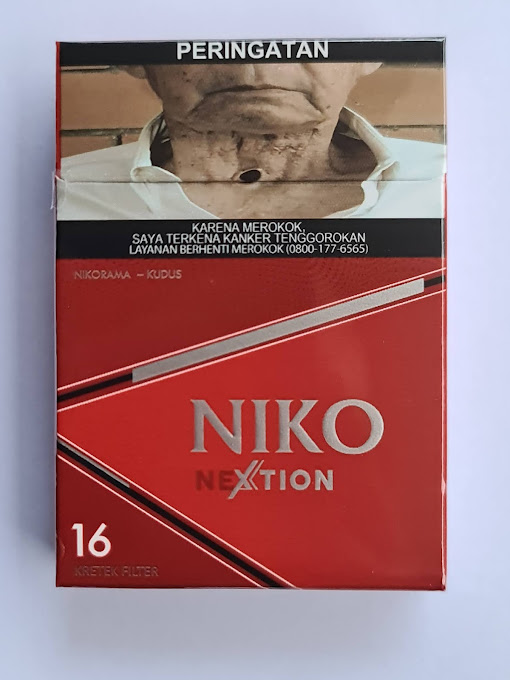 PERINGATAN
KARENA MEROKOK,
SAYA TERKENA KANKER TENGGOROKAN
LAYANAN BERHENTI MEROKOK (0800-177-6565)
NIKORAMA – KUDUS
NIKO
NEXTION
16
KRETEK FILTER